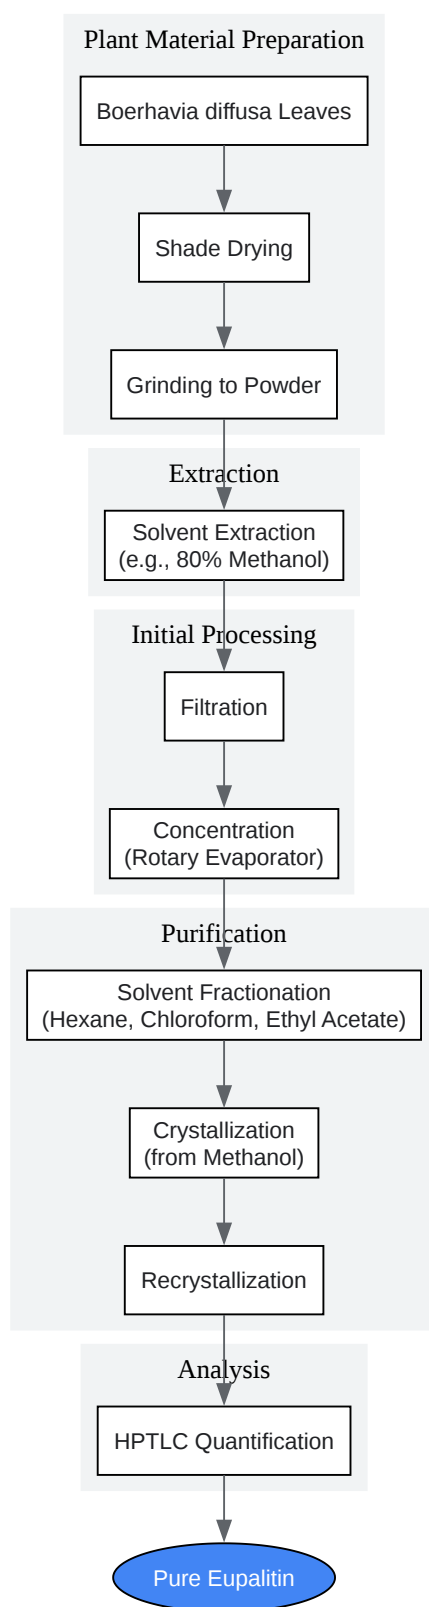 Plant Material Preparation
Boerhavia diffusa Leaves
Shade Drying
Grinding to Powder
Extraction
Solvent Extraction
(e.g., 80% Methanol)
Initial Processing
Filtration
Concentration
(Rotary Evaporator)
Purification
Solvent Fractionation
(Hexane, Chloroform, Ethyl Acetate)
Crystallization
(from Methanol)
Recrystallization
Analysis
HPTLC Quantification
Pure Eupalitin